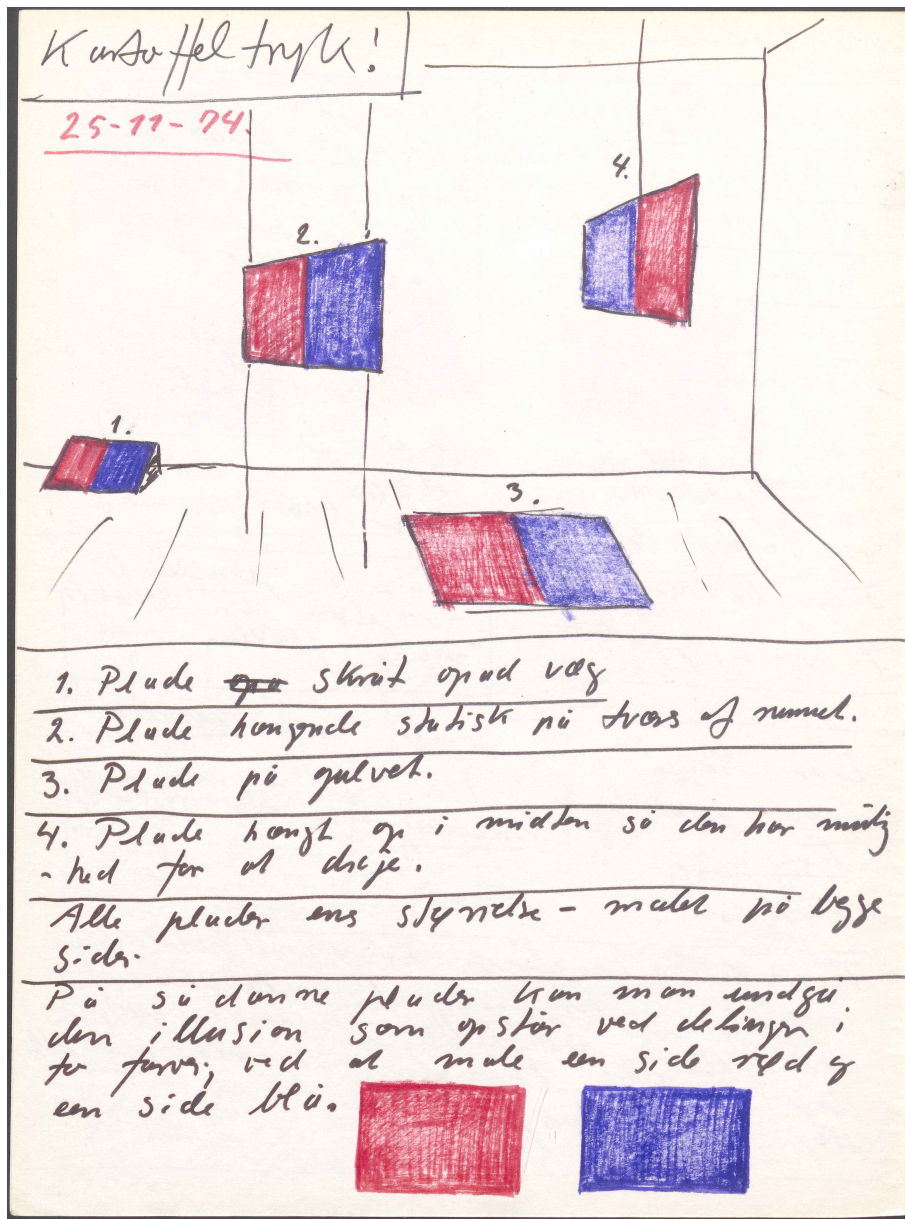 Kartoffeltryk!
25-11-74.
2.
4.
1.
3.
1. Plade skråt opad væg
2. Plade hængende statisk på tværs af rummet.
3. Plade på gulvet.
4. Plade hængt op i midten så den har mulig
-hed for at dreje.
Alle plader ens størrelse - malet på begge
sider.
På sådanne plader kan man undgå
den illusion som opstår ved delingen i
to farver, ved at male een side rød og
een side blå.